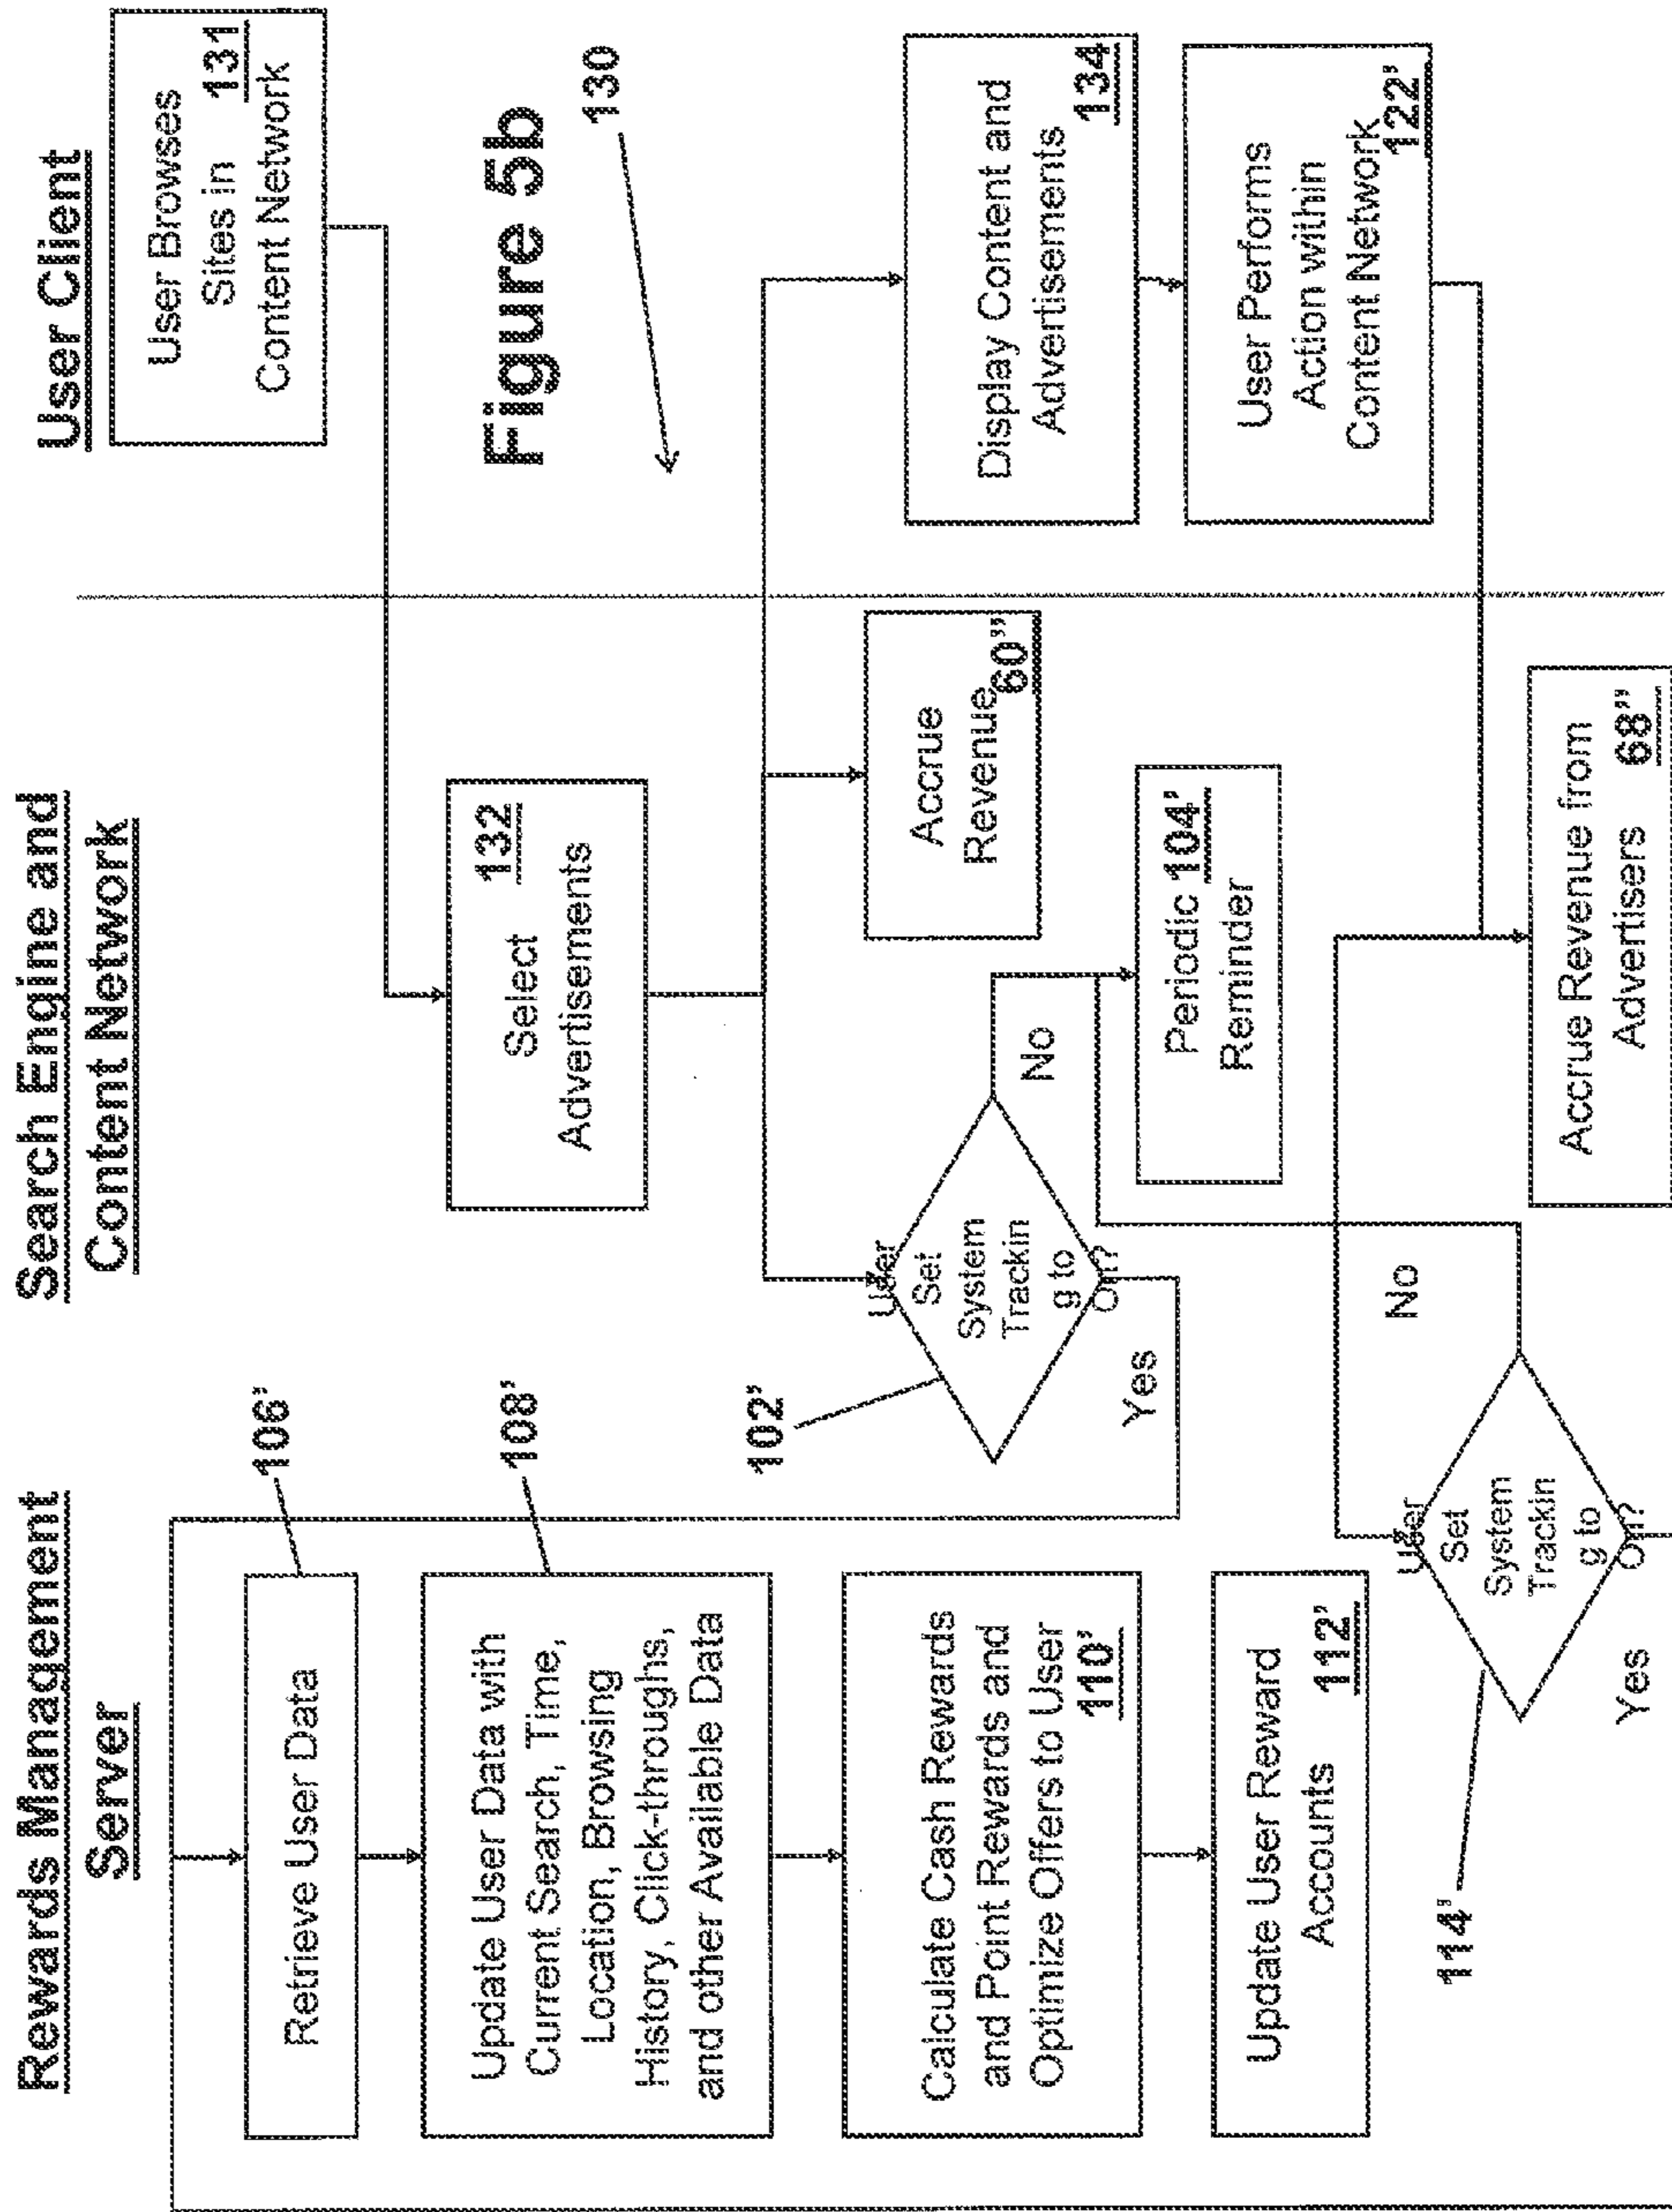 Rewards Management
Server
Search Engine and
Content Network
User Client
User Browses
Sites in 131
Content Network
Figure 5b
130
132
Select
Advertisements
Accrue
Revenue
60”
Display Content and
Advertisements
134
User Performs
Action within
Content Network
122’
106’
Retrieve User Data
108’
Update User Data with
Current Search, Time,
Location, Browsing
History, Click-throughs,
and other Available Data
Calculate Cash Rewards
and Point Rewards and
Optimize Offers to User
110’
Update User Reward
Accounts 112’
102’
User
Set
System
Trackin
g to
On?
No
Yes
Periodic 104’
Reminder
114’
User
Set
System
Trackin
g to
On?
No
Yes
Accrue Revenue from
Advertisers 68”